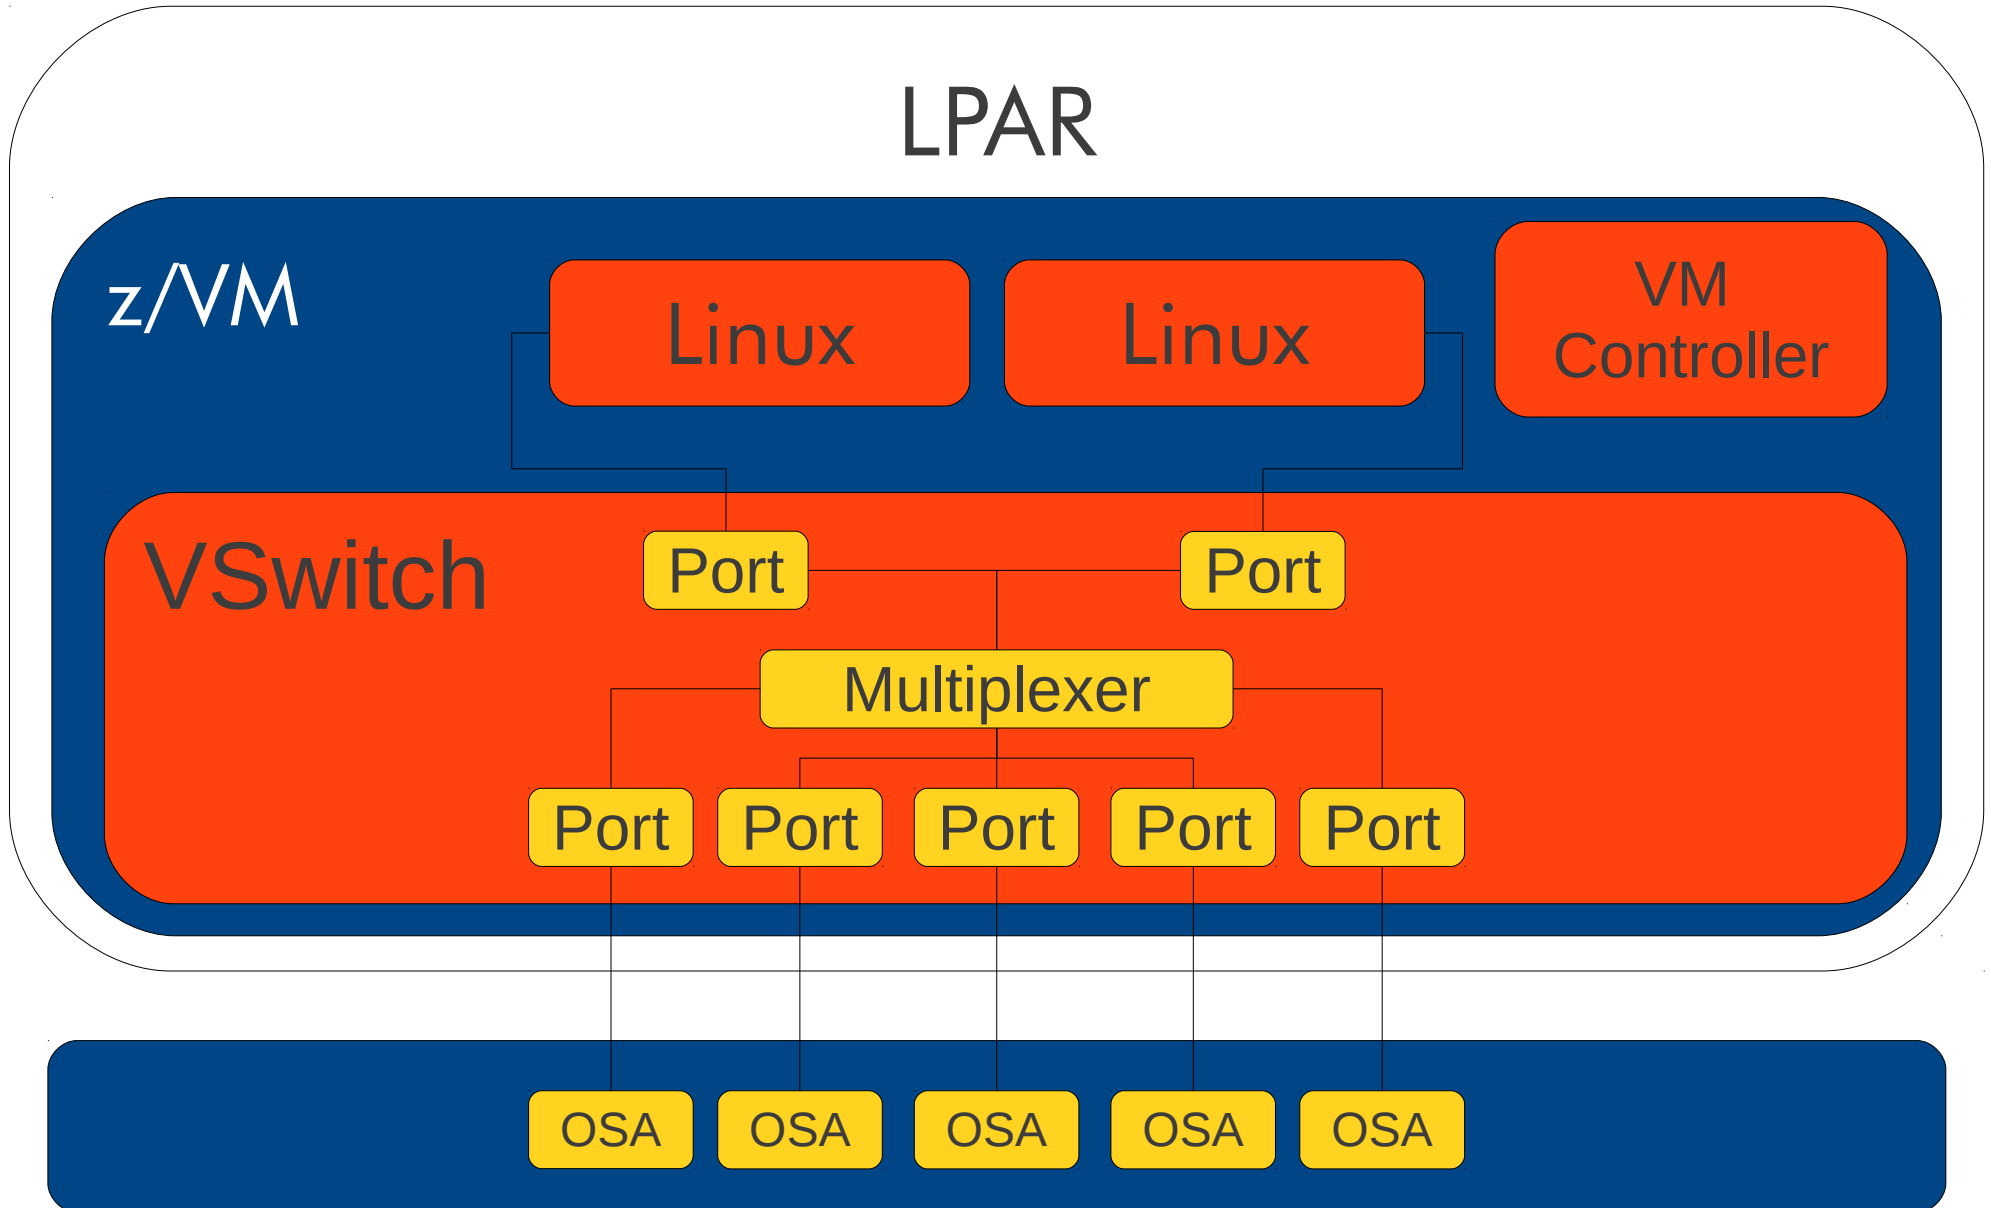 LPAR
z/VM
Linux
Linux
VM
Controller
VSwitch
Port
Port
Multiplexer
Port
Port
Port
Port
Port
OSA
OSA
OSA
OSA
OSA